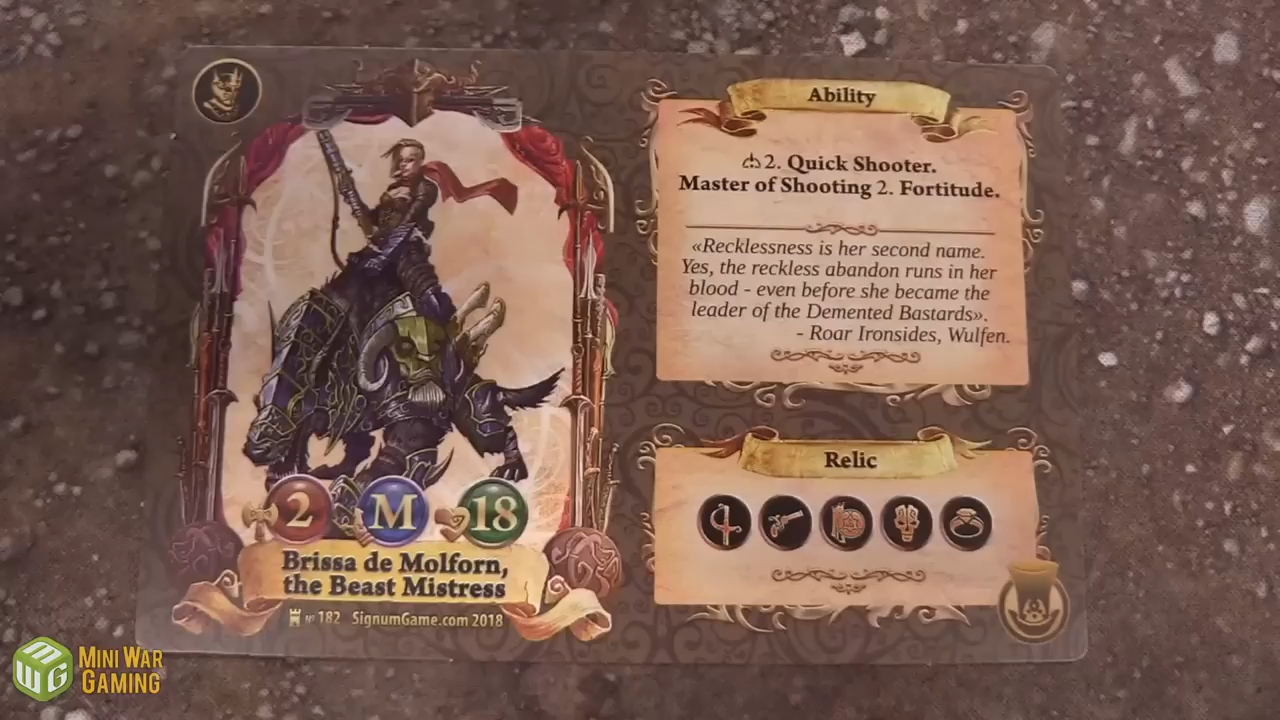 2
M
18
Brissa de Molforn,
the Beast Mistress
№ 182 SignumGame.com 2018
Ability
2. Quick Shooter.
Master of Shooting 2. Fortitude.
«Recklessness is her second name.
Yes, the reckless abandon runs in her
blood - even before she became the
leader of the Demented Bastards».
- Roar Ironsides, Wulfen.
Relic
MWG
MINI WAR
GAMING